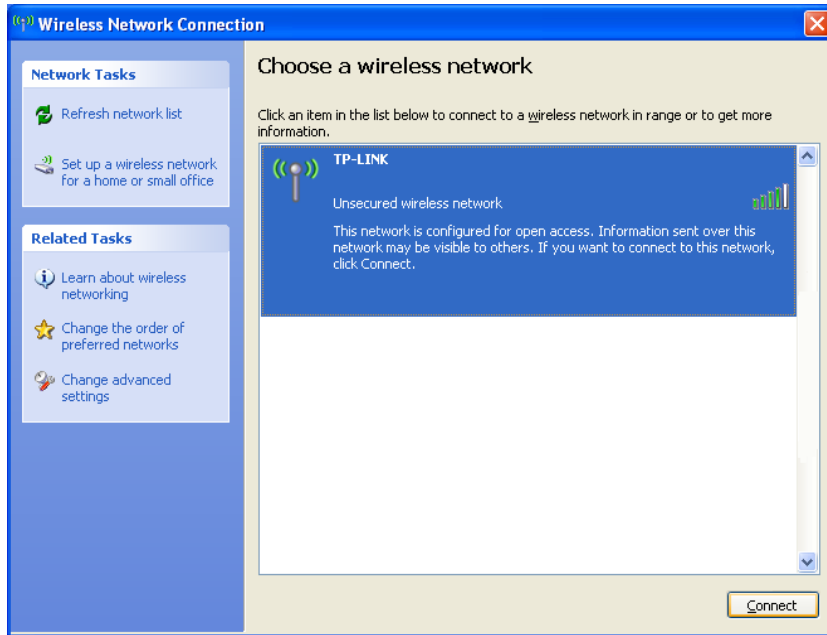 Wireless Network Connection
Network Tasks
Refresh network list
Set up a wireless network
for a home or small office
Related Tasks
Learn about wireless
networking
Change the order of
preferred networks
Change advanced
settings
Choose a wireless network
Click an item in the list below to connect to a wireless network in range or to get more
information.
TP-LINK
Unsecured wireless network
This network is configured for open access. Information sent over this
network may be visible to others. If you want to connect to this network,
click Connect.
Connect